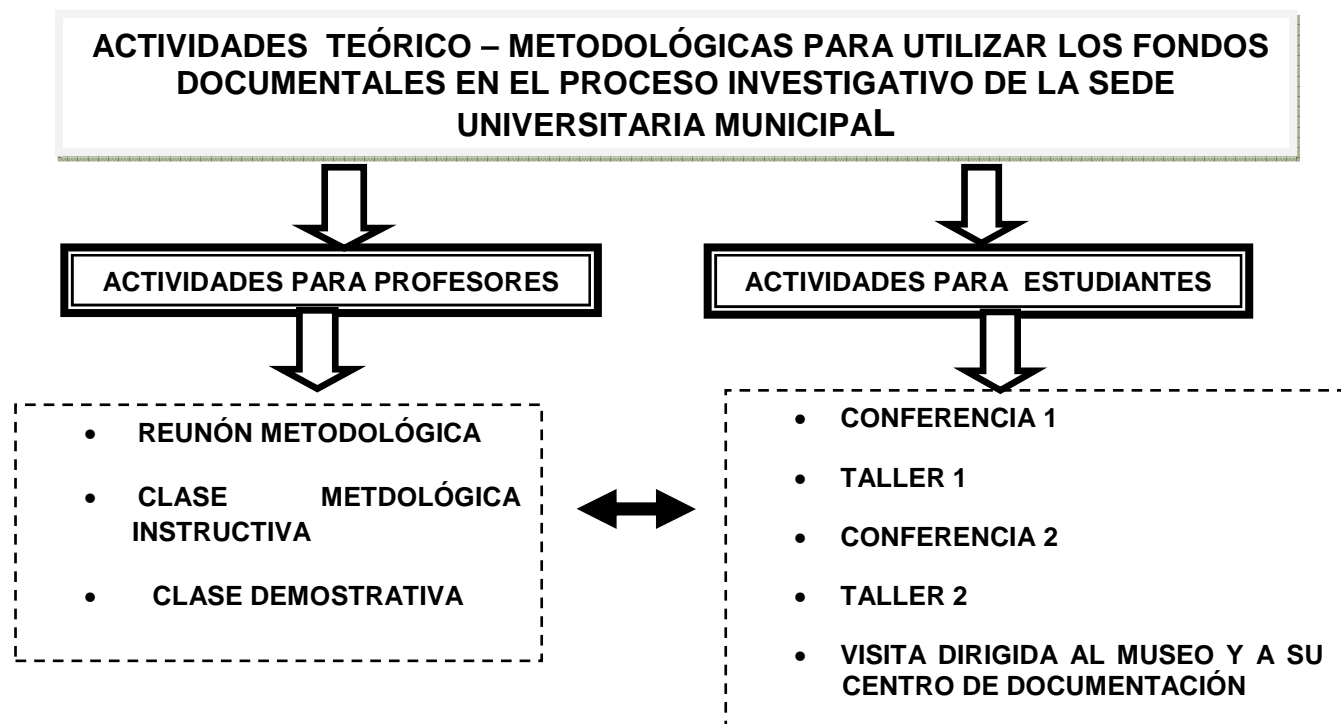 ACTIVIDADES TEÓRICO – METODOLÓGICAS PARA UTILIZAR LOS FONDOS
DOCUMENTALES EN EL PROCESO INVESTIGATIVO DE LA SEDE
UNIVERSITARIA MUNICIPAL
ACTIVIDADES PARA PROFESORES
ACTIVIDADES PARA ESTUDIANTES
• REUNÓN METODOLÓGICA
• CLASE METDOLÓGICA
INSTRUCTIVA
• CLASE DEMOSTRATIVA
• CONFERENCIA 1
• TALLER 1
• CONFERENCIA 2
• TALLER 2
• VISITA DIRIGIDA AL MUSEO Y A SU
CENTRO DE DOCUMENTACIÓN